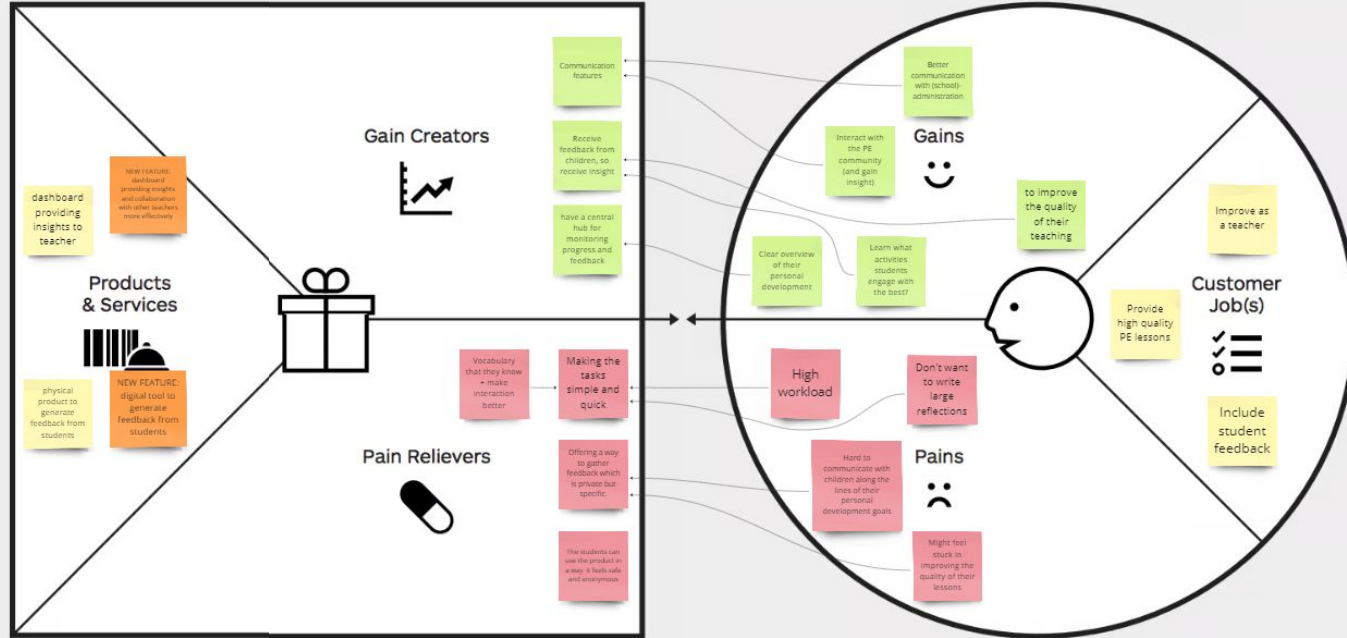 Gain Creators
Communication
features
Receive
feedback from
children, so
receive insight
have a central
hub for
monitoring
progress and
feedback
dashboard
providing
insights to
teacher
NEW FEATURE:
dashboard
providing insights
and collaboration
with other teachers
more effectively
Products
& Services
physical
product to
generate
feedback from
students
NEW FEATURE:
digital tool to
generate
feedback from
students
Vocabulary
that they know
+ make
interaction
better
Making the
tasks
simple and
quick
Pain Relievers
Offering a way
to gather
feedback which
is private but
specific.
The students can
use the product in
a way it feels safe
and anonymous
Better
communication
with (school)-
administration
Gains
Interact with
the PE
community
(and gain
insight)
to improve
the quality
of their
teaching
Clear overview
of their
personal
development
Learn what
activities
students
engage with
the best?
Improve as
a teacher
Customer
Job(s)
Provide
high quality
PE lessons
Include
student
feedback
High
workload
Don't want
to write
large
reflections
Pains
Hard to
communicate with
children along the
lines of their
personal
development goals
Might feel
stuck in
improving the
quality of their
lessons